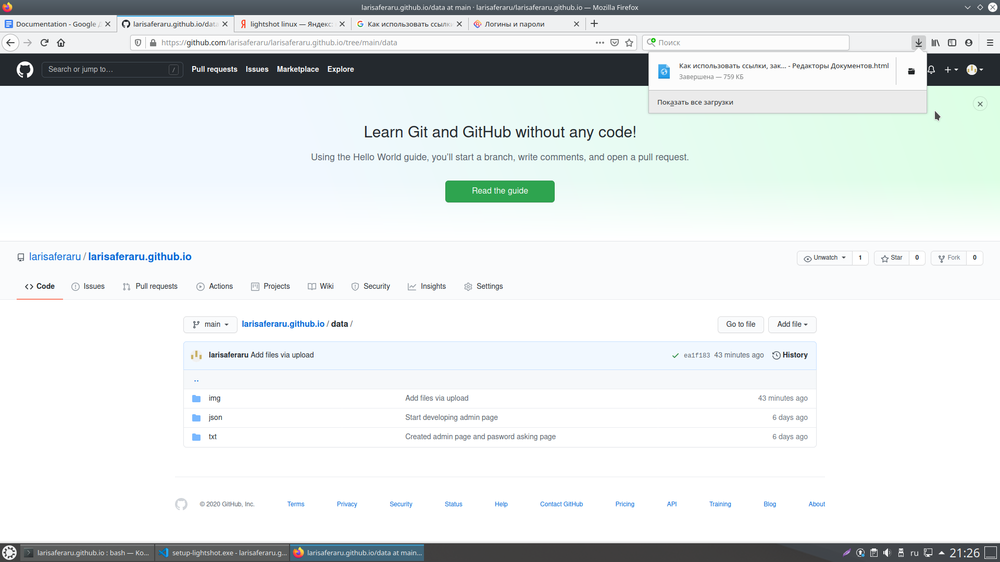 larisaferaru.github.io/data at main · larisaferaru/larisaferaru.github.io — Mozilla Firefox
Documentation - Google Д
larisaferaru.github.io/data
lightshot linux — Яндекс:
Как использовать ссылки
Логины и пароли
https://github.com/larisaferaru/larisaferaru.github.io/tree/main/data
Поиск
Search or jump to…
/
Pull requests
Issues
Marketplace
Explore
Как использовать ссылки, зак... - Редакторы Документов.html
Завершена — 759 КБ
Показать все загрузки
Learn Git and GitHub without any code!
Using the Hello World guide, you’ll start a branch, write comments, and open a pull request.
Read the guide
larisaferaru / larisaferaru.github.io
Unwatch 1
Star 0
Fork 0
Code
Issues
Pull requests
Actions
Projects
Wiki
Security
Insights
Settings
main
larisaferaru.github.io / data /
Go to file
Add file
larisaferaru Add files via upload
ea1f183 43 minutes ago
History
..
img Add files via upload 43 minutes ago
json Start developing admin page 6 days ago
txt Created admin page and pasword asking page 6 days ago
© 2020 GitHub, Inc.
Terms
Privacy
Security
Status
Help
Contact GitHub
Pricing
API
Training
Blog
About
larisaferaru.github.io : bash — Ko...
setup-lightshot.exe - larisaferaru.g...
larisaferaru.github.io/data at main...
ru
21:26